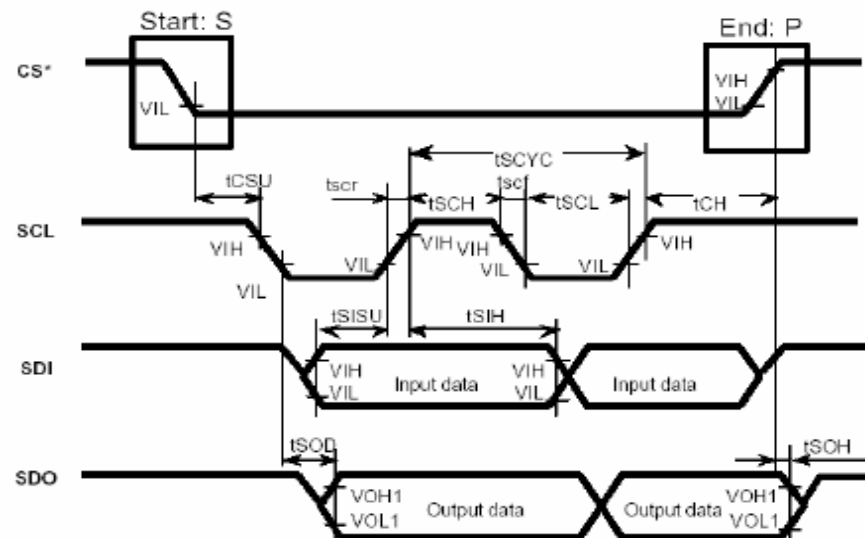 Start: S
End: P
CS*
VIL
VIH
VIL
tSCYC
tCSU
tscr
tSCH
tscf
tSCL
tCH
SCL
VIH
VIL
VIL
VIH
VIH
VIL
VIL
VIH
tSISU
tSIH
SDI
VIH
VIL
Input data
VIH
VIL
Input data
tSOD
tSOH
SDO
VOH1
VOL1
Output data
Output data
VOH1
VOL1